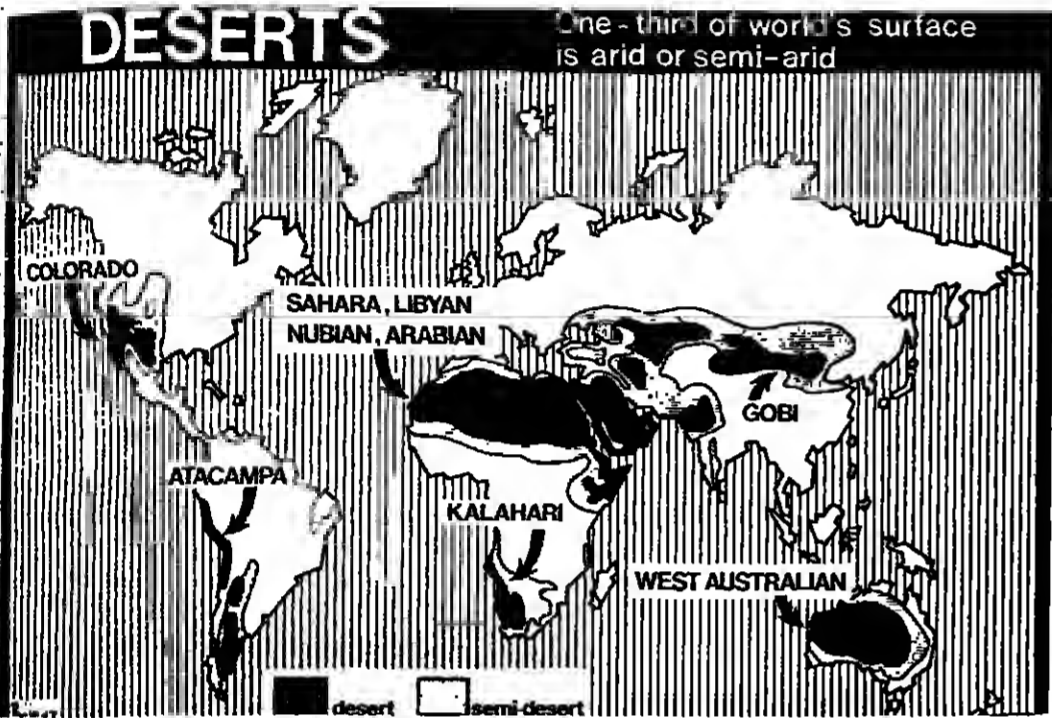 DESERTS
One-third of world's surface
is arid or semi-arid
COLORADO
SAHARA, LIBYAN
NUBIAN, ARABIAN
GOBI
ATACAMPA
KALAHARI
WEST AUSTRALIAN
desert
semi-desert